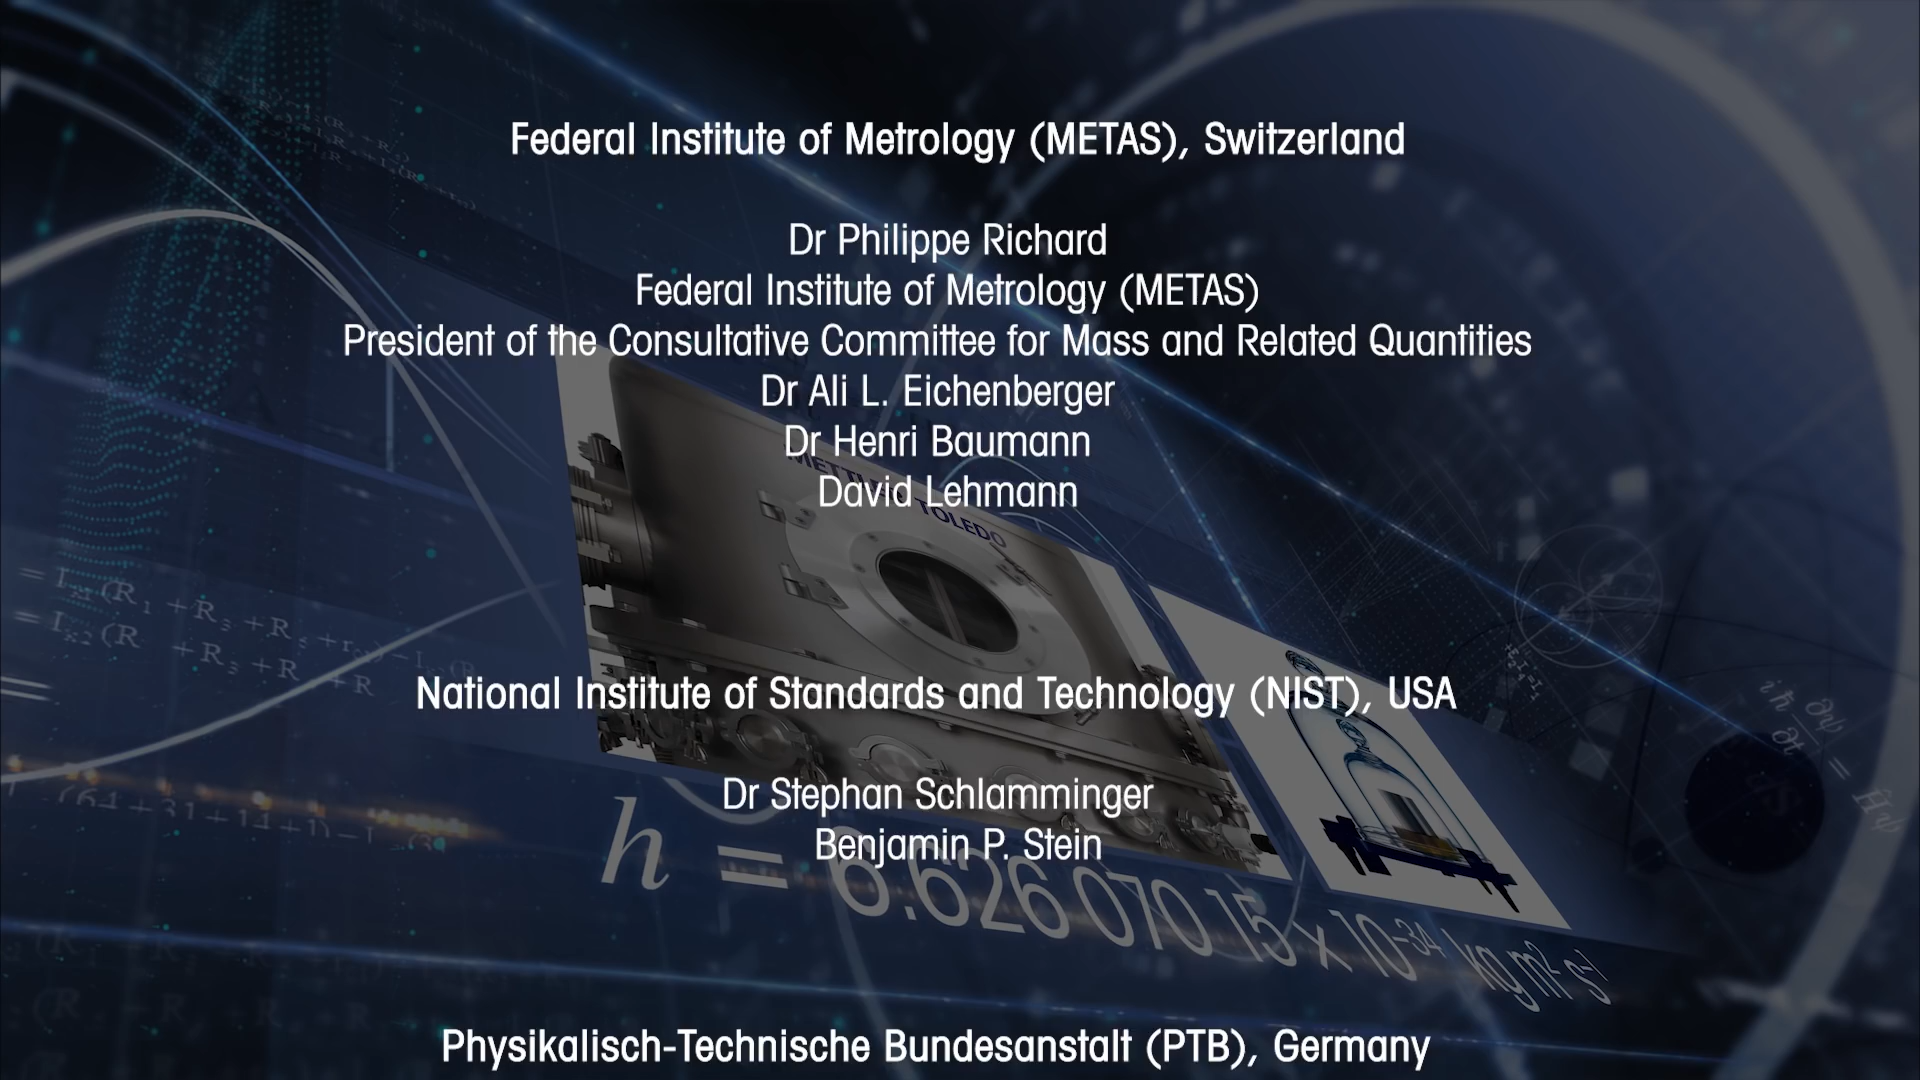 Federal Institute of Metrology (METAS), Switzerland
Dr Philippe Richard
Federal Institute of Metrology (METAS)
President of the Consultative Committee for Mass and Related Quantities
Dr Ali L. Eichenberger
Dr Henri Baumann
David Lehmann
METTLER TOLEDO
National Institute of Standards and Technology (NIST), USA
Dr Stephan Schlamminger
Benjamin P. Stein
h = 6.626 070 15 x 10⁻³⁴ kg m² s⁻¹
Physikalisch-Technische Bundesanstalt (PTB), Germany